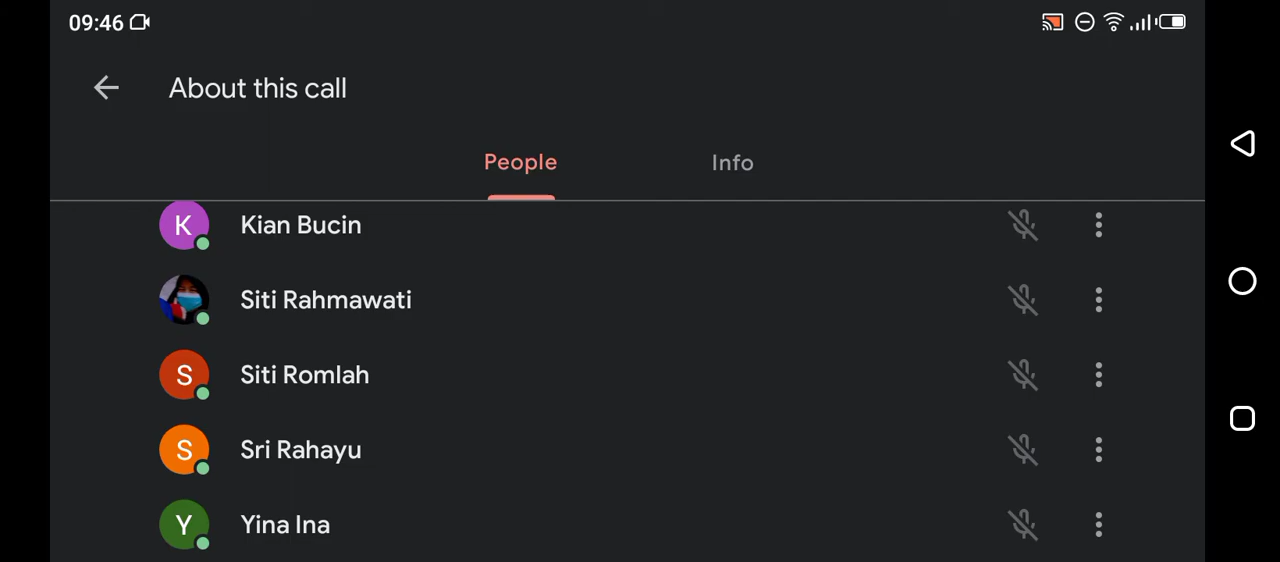 09:46
About this call
People Info
K Kian Bucin
Siti Rahmawati
S Siti Romlah
S Sri Rahayu
Y Yina Ina